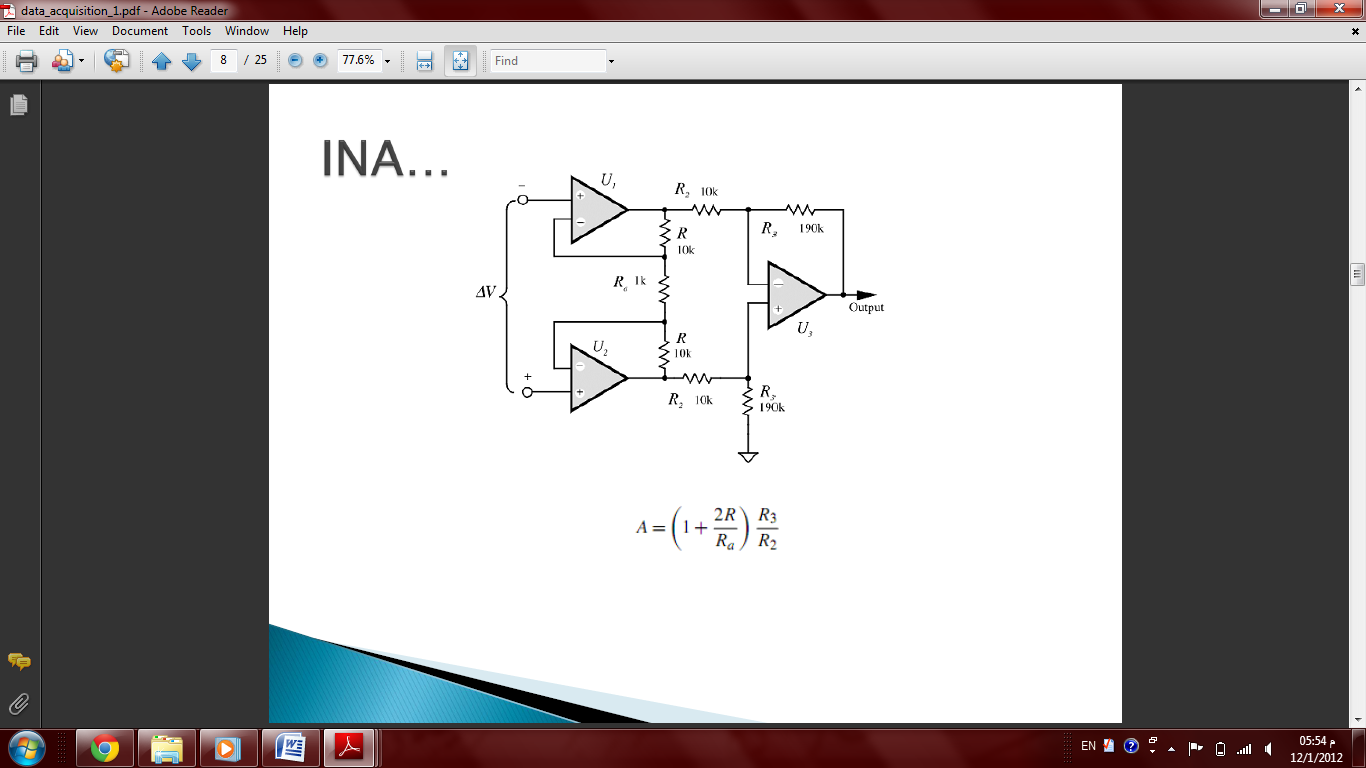 data_acquisition_1.pdf - Adobe Reader
File Edit View Document Tools Window Help
8 / 25 77.6% Find
INA...
− U1 R2 10k
+
−
R 10k
R3 190k
Ra 1k
ΔV
−
+
U3
Output
U2
R 10k
−
+
+
R2 10k
R3 190k
A = (1 + 2R/Ra) R3/R2
EN 05:54 م
12/1/2012